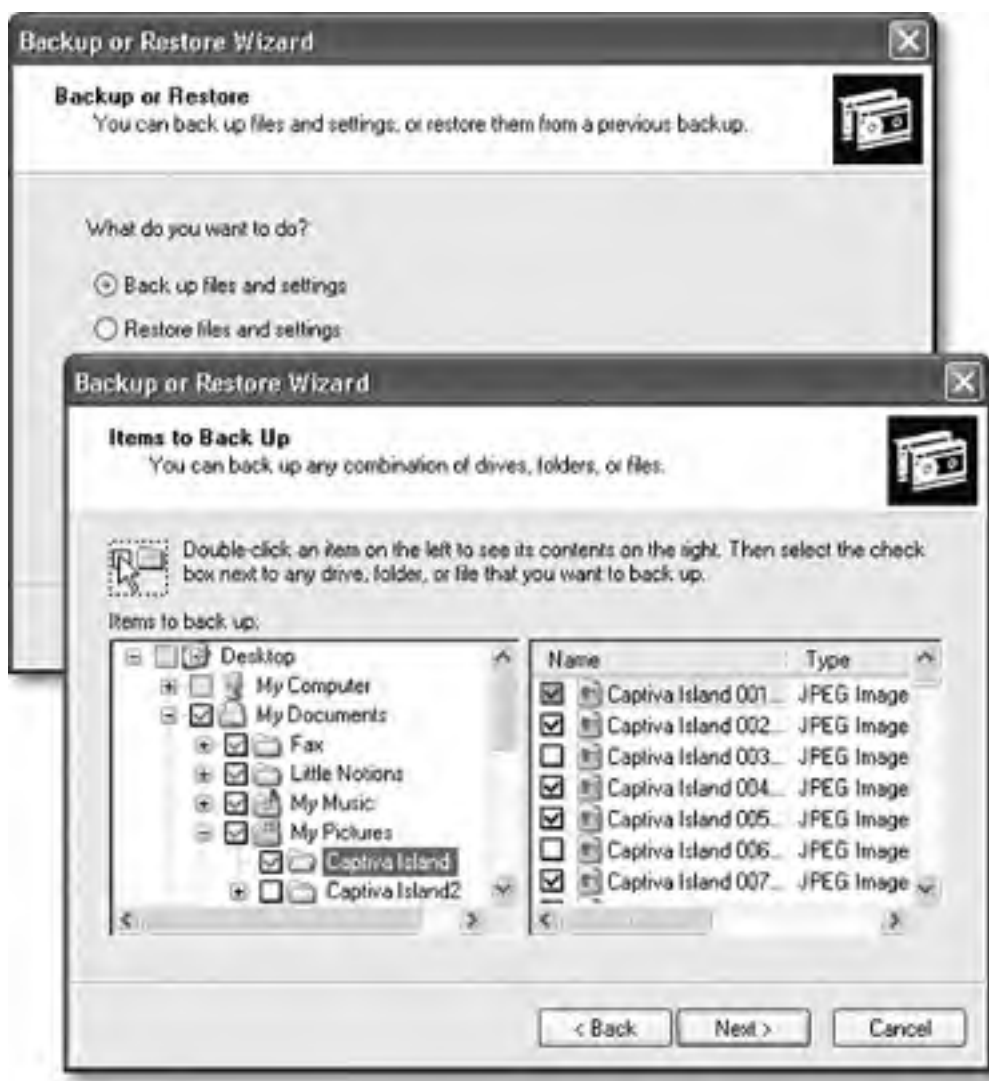 Backup or Restore Wizard
Backup or Restore
You can back up files and settings, or restore them from a previous backup.
What do you want to do?
Back up files and settings
Restore files and settings
Backup or Restore Wizard
Items to Back Up
You can back up any combination of drives, folders, or files.
Double-click an item on the left to see its contents on the right. Then select the check
box next to any drive, folder, or file that you want to back up.
Items to back up:
Desktop
My Computer
My Documents
Fax
Little Notions
My Music
My Pictures
Captiva Island
Captiva Island2
Name Type
Captiva Island 001... JPEG Image
Captiva Island 002... JPEG Image
Captiva Island 003... JPEG Image
Captiva Island 004... JPEG Image
Captiva Island 005... JPEG Image
Captiva Island 006... JPEG Image
Captiva Island 007... JPEG Image
< Back Next > Cancel